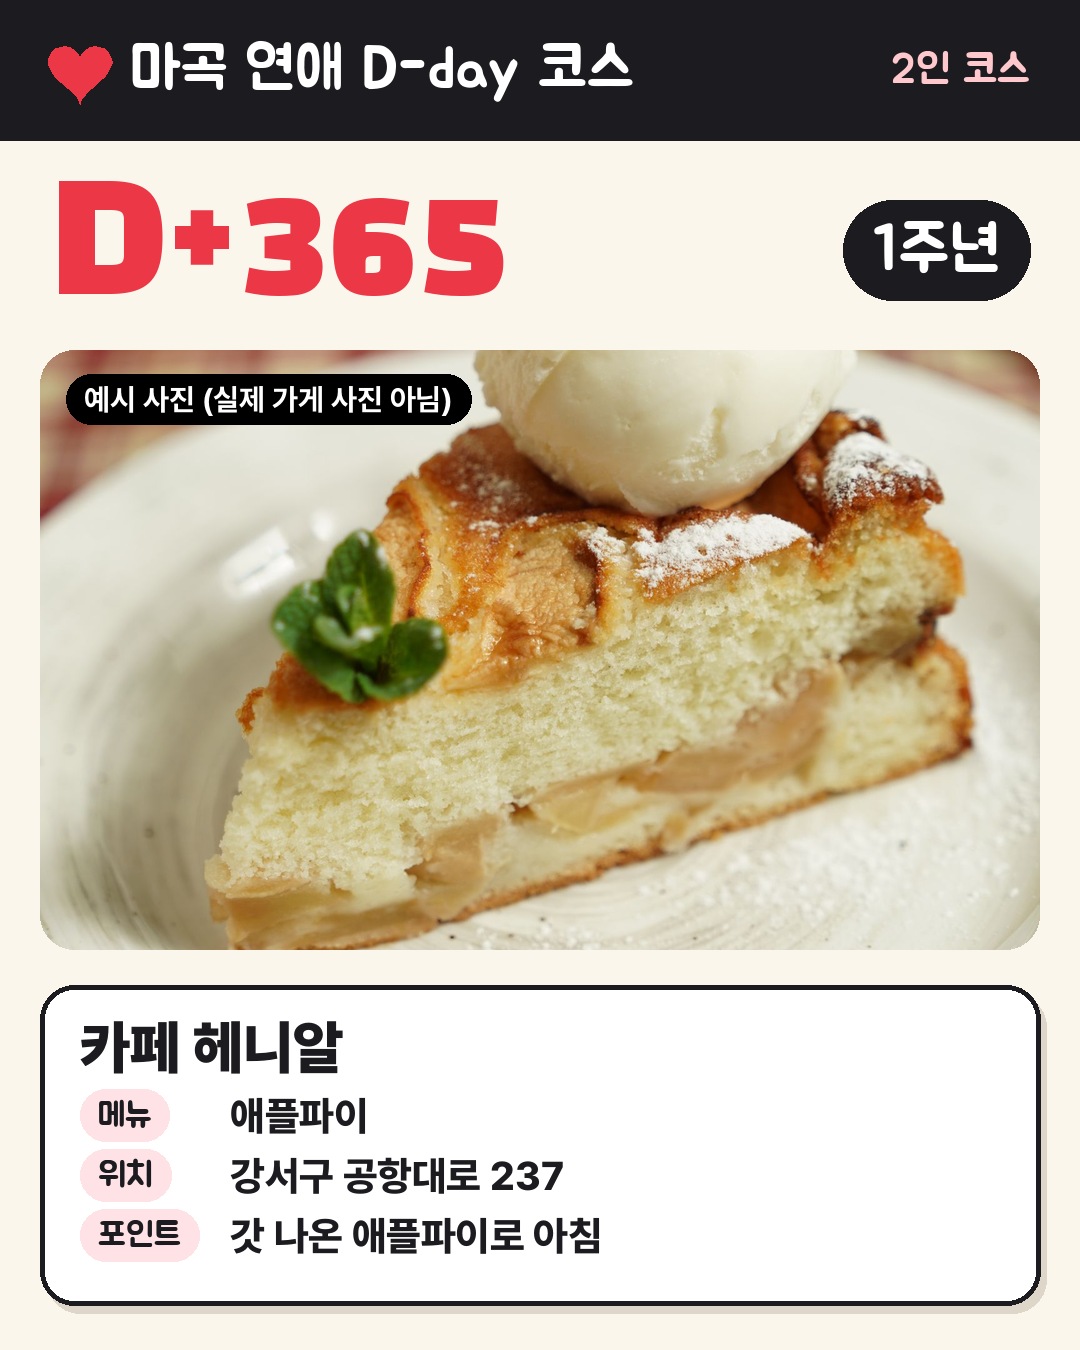 마곡 연애 D-day 코스
2인 코스
D+365
1주년
예시 사진 (실제 가게 사진 아님)
카페 헤니알
메뉴 애플파이
위치 강서구 공항대로 237
포인트 갓 나온 애플파이로 아침